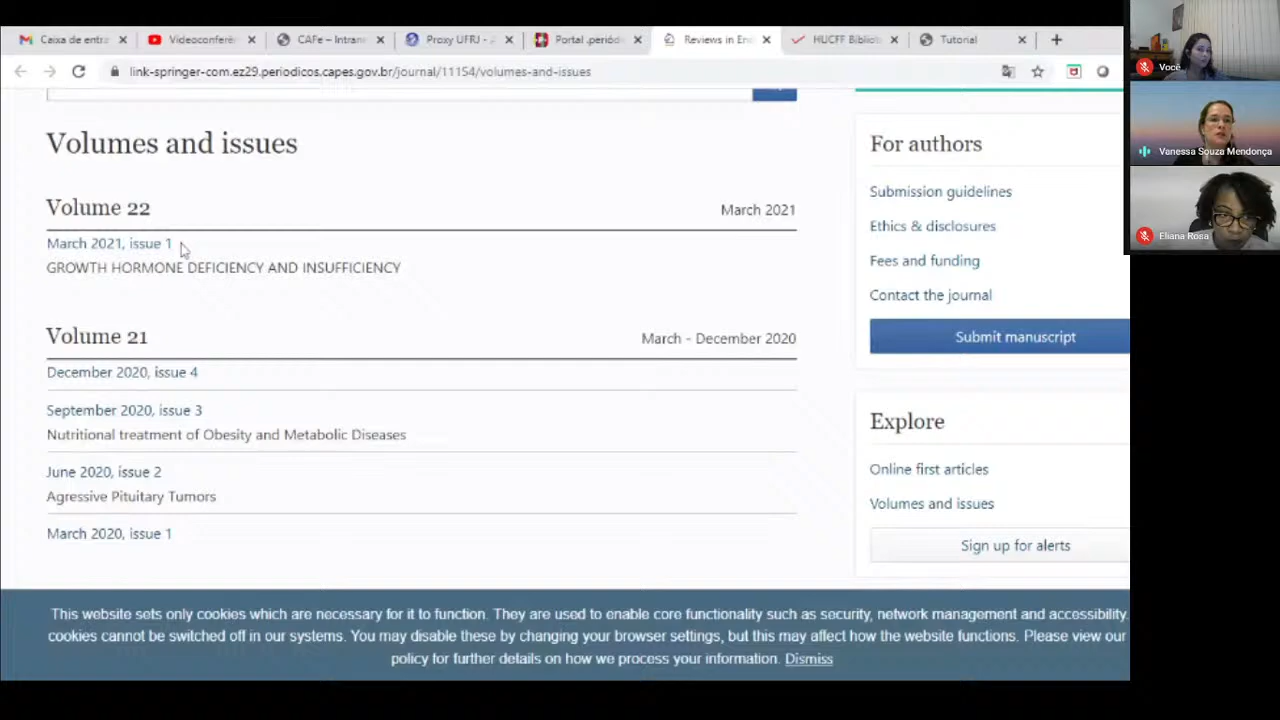 Caixa de entra
Videoconferên
CAFe – Intran
Proxy UFRJ -
Portal .periód
Reviews in En
HUCFF Bibliot
Tutorial
link-springer-com.ez29.periodicos.capes.gov.br/journal/11154/volumes-and-issues
Volumes and issues
Volume 22
March 2021
March 2021, issue 1
GROWTH HORMONE DEFICIENCY AND INSUFFICIENCY
Volume 21
March - December 2020
December 2020, issue 4
September 2020, issue 3
Nutritional treatment of Obesity and Metabolic Diseases
June 2020, issue 2
Agressive Pituitary Tumors
March 2020, issue 1
For authors
Submission guidelines
Ethics & disclosures
Fees and funding
Contact the journal
Submit manuscript
Explore
Online first articles
Volumes and issues
Sign up for alerts
This website sets only cookies which are necessary for it to function. They are used to enable core functionality such as security, network management and accessibility.
cookies cannot be switched off in our systems. You may disable these by changing your browser settings, but this may affect how the website functions. Please view our
policy for further details on how we process your information. Dismiss
Você
Vanessa Souza Mendonça
Eliana Rosa